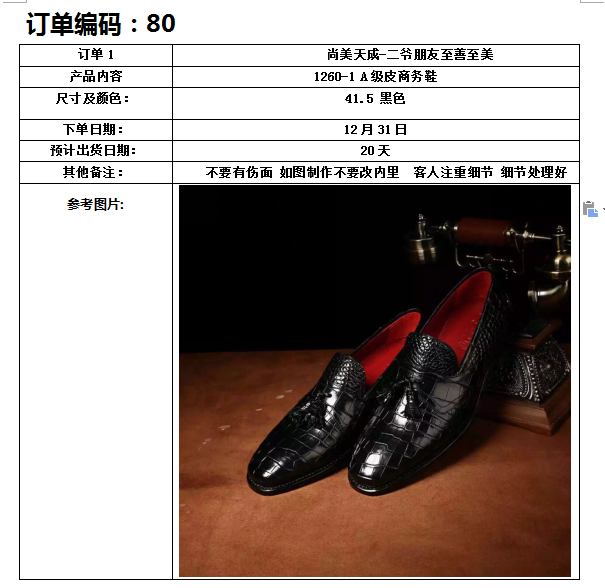 订单编码：80
订单 1 尚美天成-二爷朋友至善至美
产品内容 1260-1 A 级皮商务鞋
尺寸及颜色： 41.5 黑色
下单日期： 12 月 31 日
预计出货日期： 20 天
其他备注： 不要有伤面 如图制作不要改内里 客人注重细节 细节处理好
参考图片: